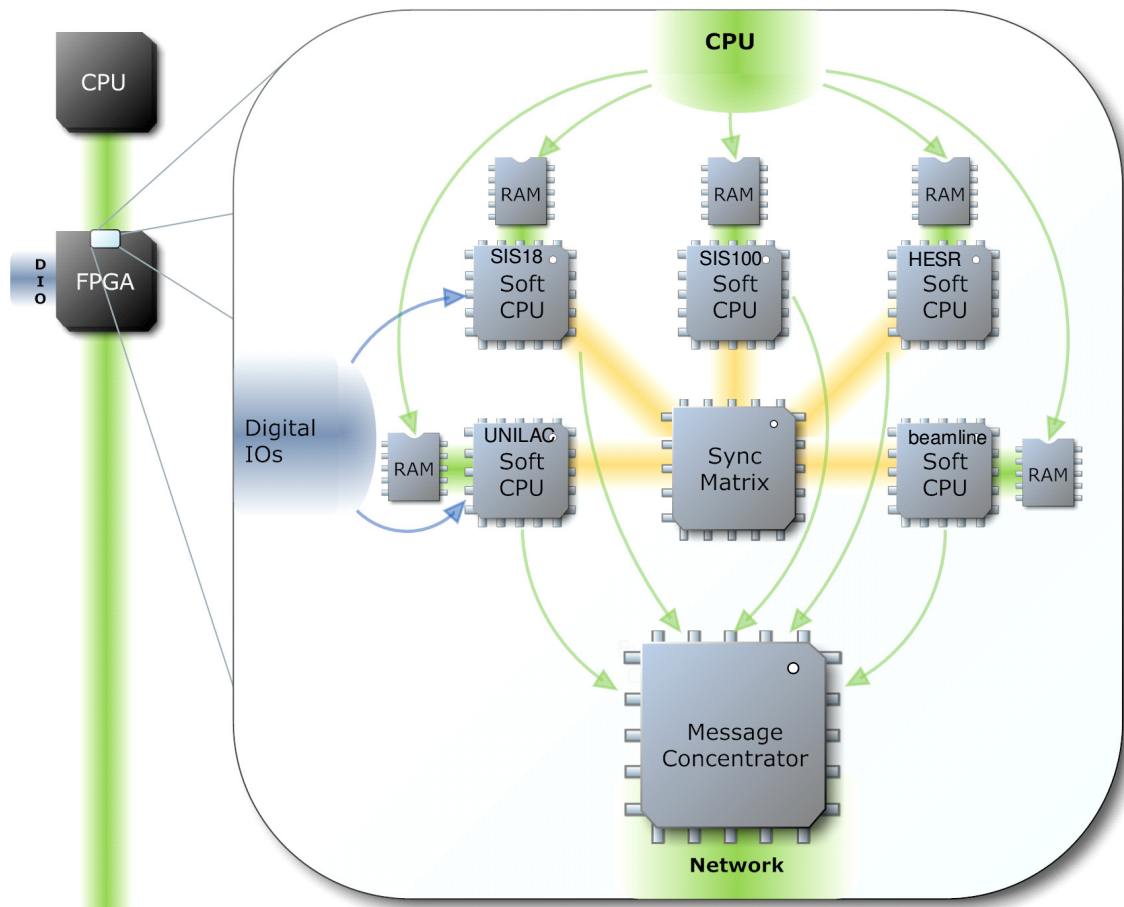 CPU
CPU
RAM
RAM
RAM
SIS18
Soft
CPU
SIS100
Soft
CPU
HESR
Soft
CPU
D
I
O
FPGA
Digital
IOs
RAM
UNILAC
Soft
CPU
Sync
Matrix
beamline
Soft
CPU
RAM
Message
Concentrator
Network